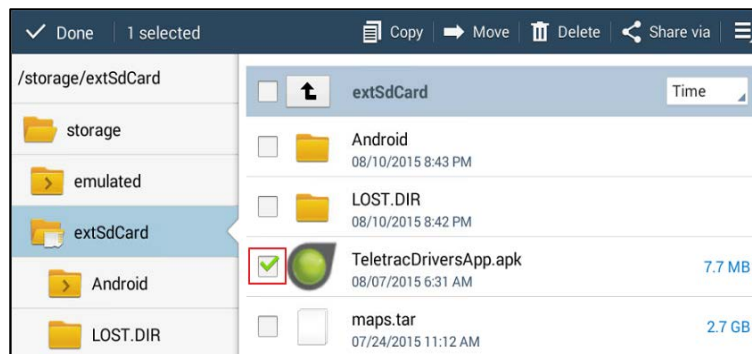 Done 1 selected Copy Move Delete Share via
/storage/extSdCard
storage
emulated
extSdCard
Android
LOST.DIR
extSdCard Time
Android
08/10/2015 8:43 PM
LOST.DIR
08/10/2015 8:42 PM
TeletracDriversApp.apk 7.7 MB
08/07/2015 6:31 AM
maps.tar 2.7 GB
07/24/2015 11:12 AM